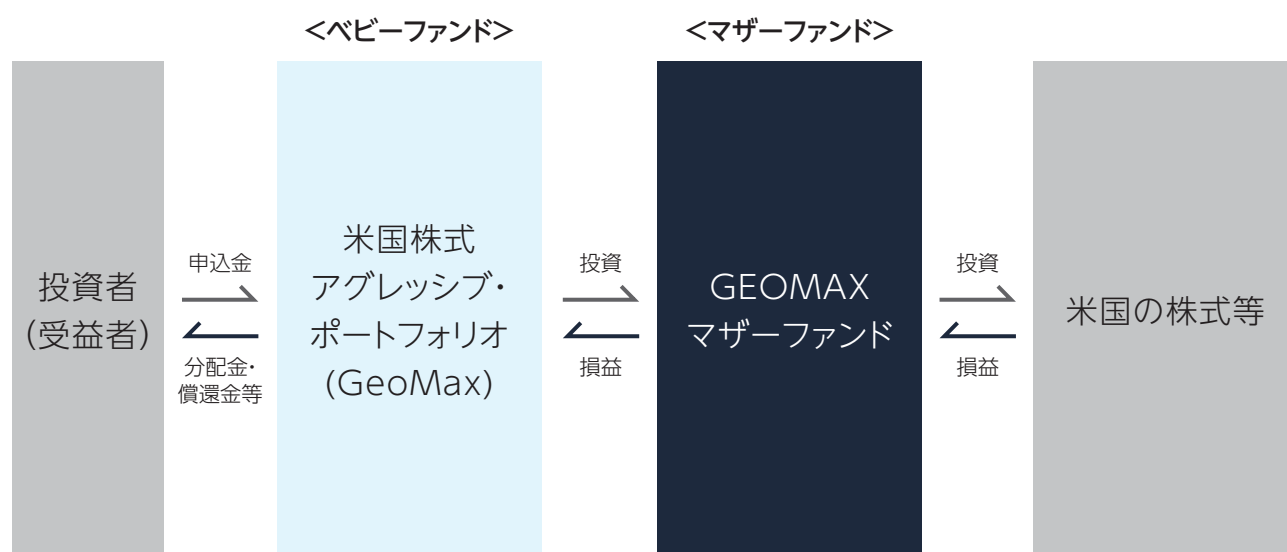 ＜ベビーファンド＞
＜マザーファンド＞
投資者
(受益者)
申込金
分配金・
償還金等
米国株式
アグレッシブ・
ポートフォリオ
(GeoMax)
投資
損益
GEOMAX
マザーファンド
投資
損益
米国の株式等